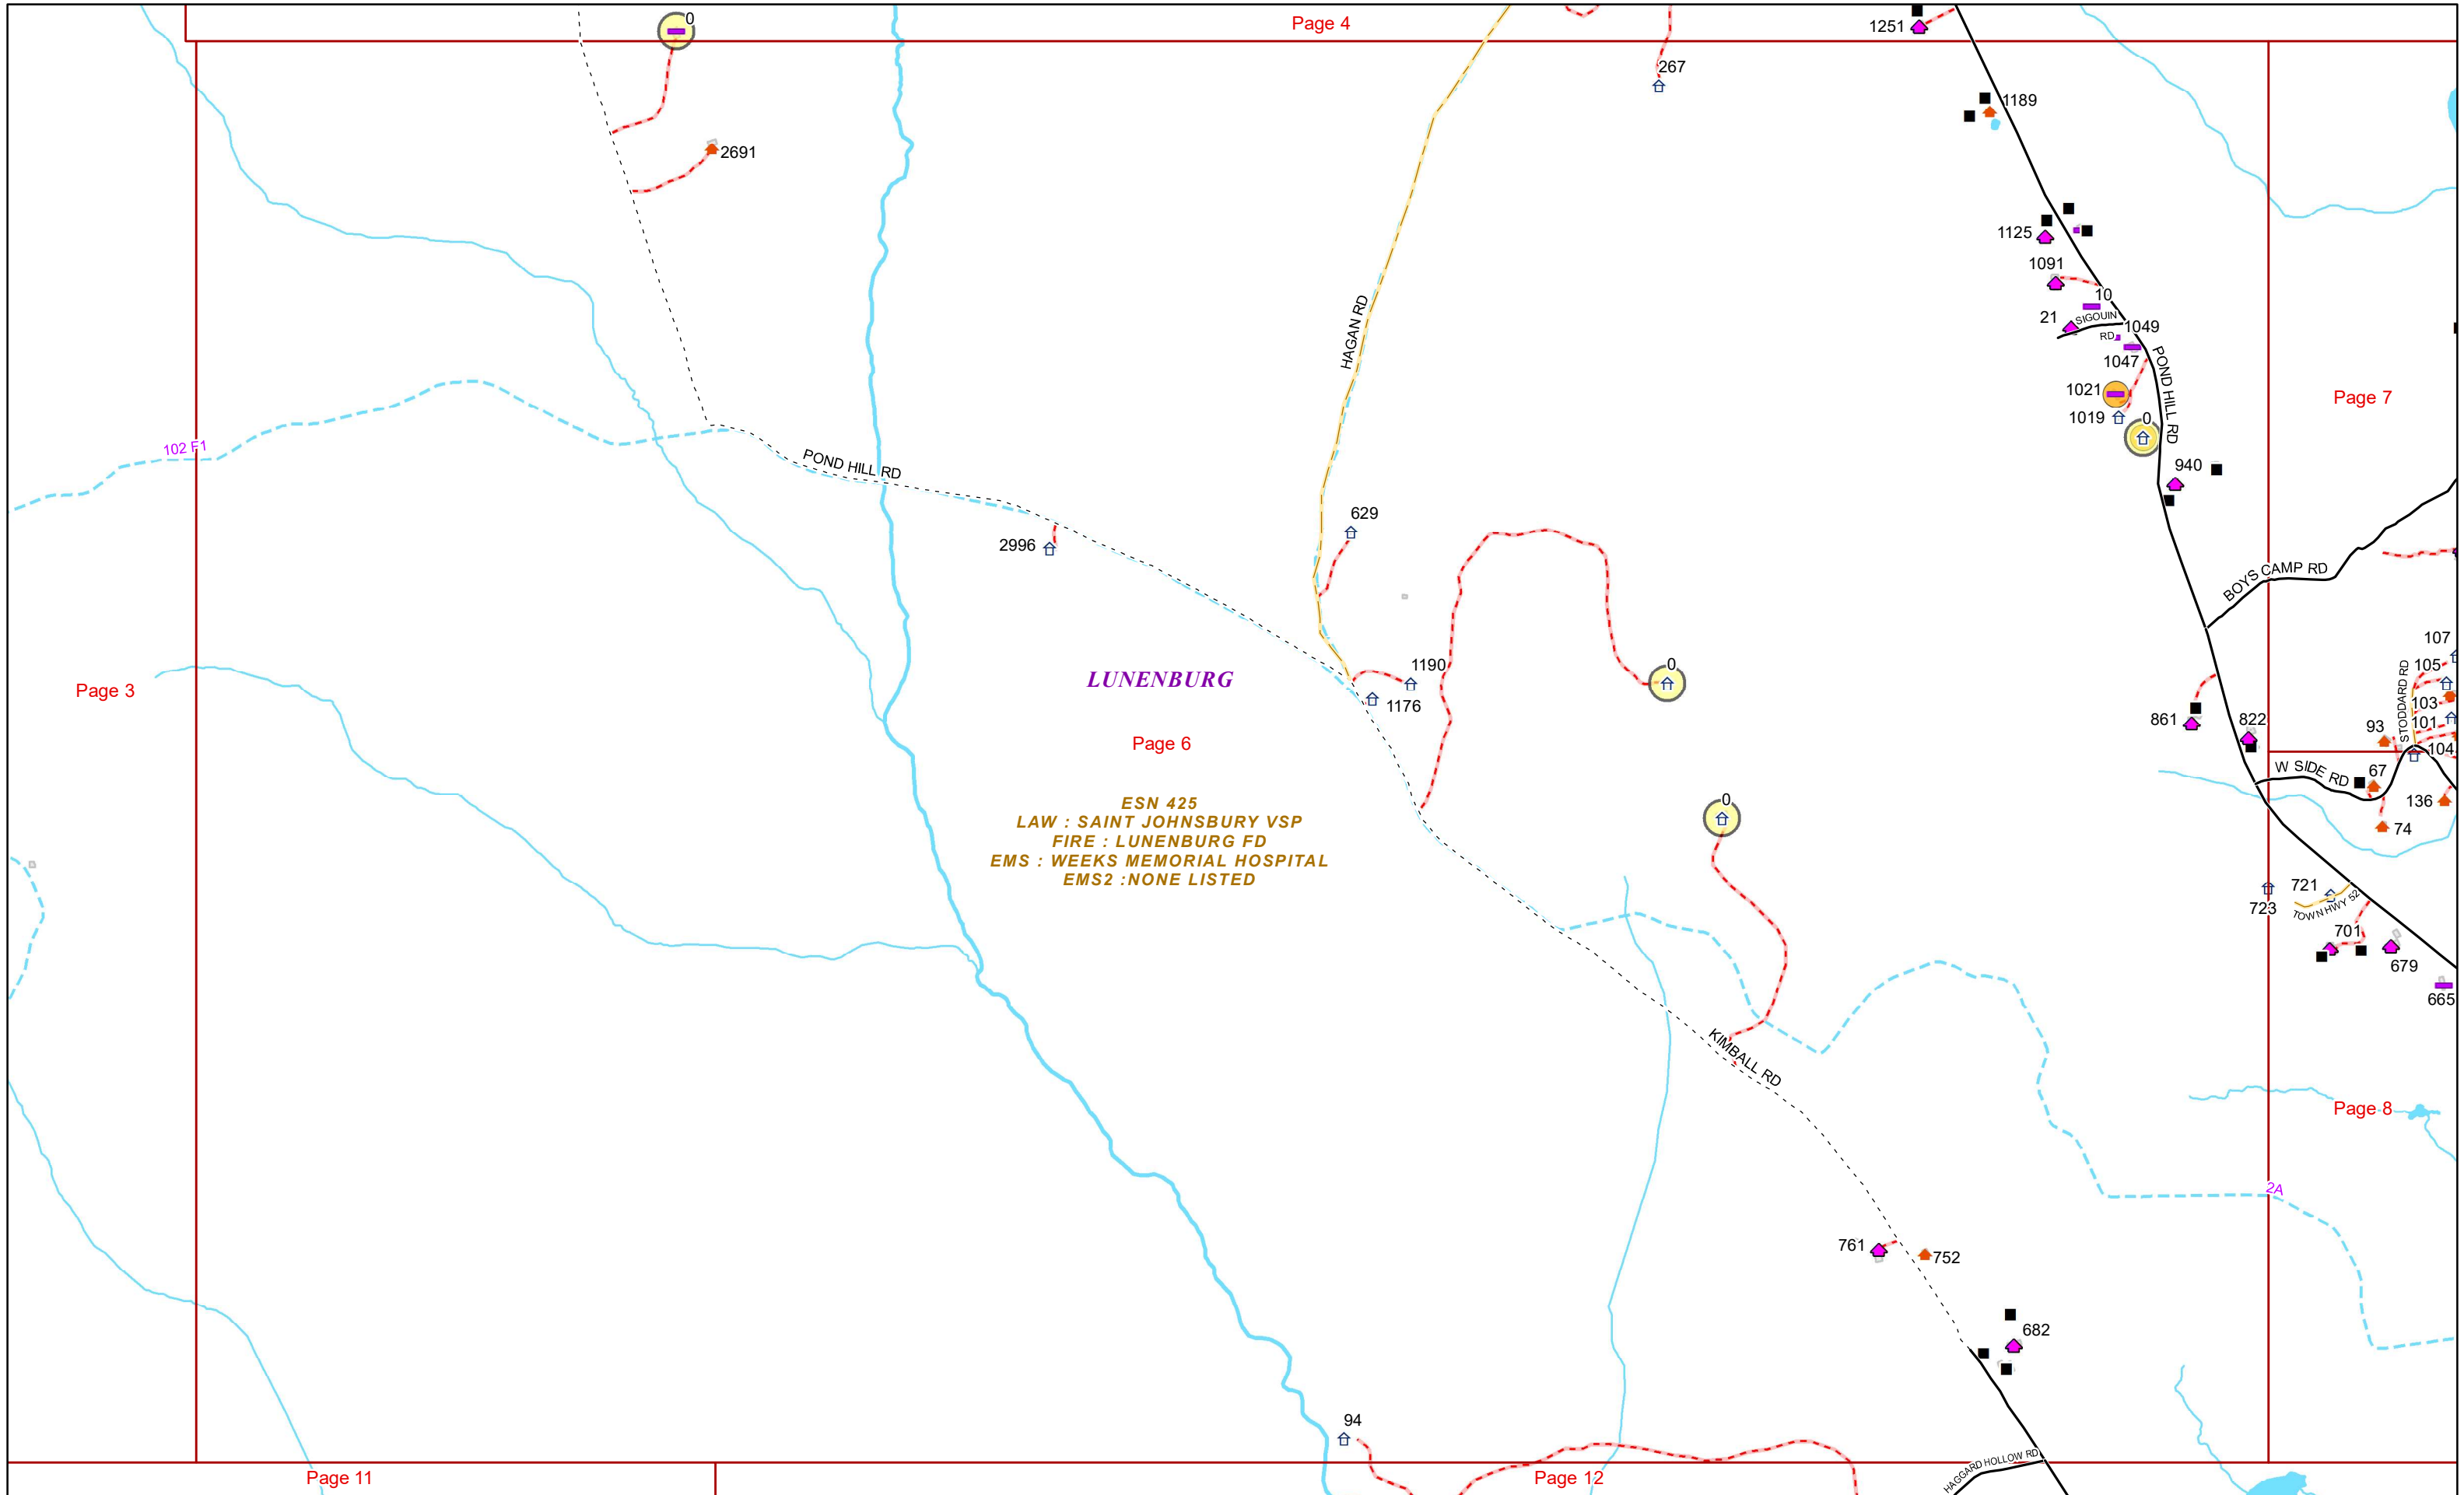 0
Page 4
1251
267
1189
2691
1125
1091
10
21
SIGOUIN
RD
1049
1047
HAGAN RD
POND HILL RD
1021
1019
0
Page 7
102 F1
POND HILL RD
940
629
2996
BOYS CAMP RD
107
105
STODDARD RD
103
101
104
93
1190
1176
0
LUNENBURG
Page 3
Page 6
861
822
W SIDE RD
67
136
74
0
ESN 425
LAW : SAINT JOHNSBURY VSP
FIRE : LUNENBURG FD
EMS : WEEKS MEMORIAL HOSPITAL
EMS2 :NONE LISTED
721
723
TOWN HWY 52
701
679
665
KIMBALL RD
Page 8
2A
761
752
682
94
HAGGARD HOLLOW RD
Page 11
Page 12